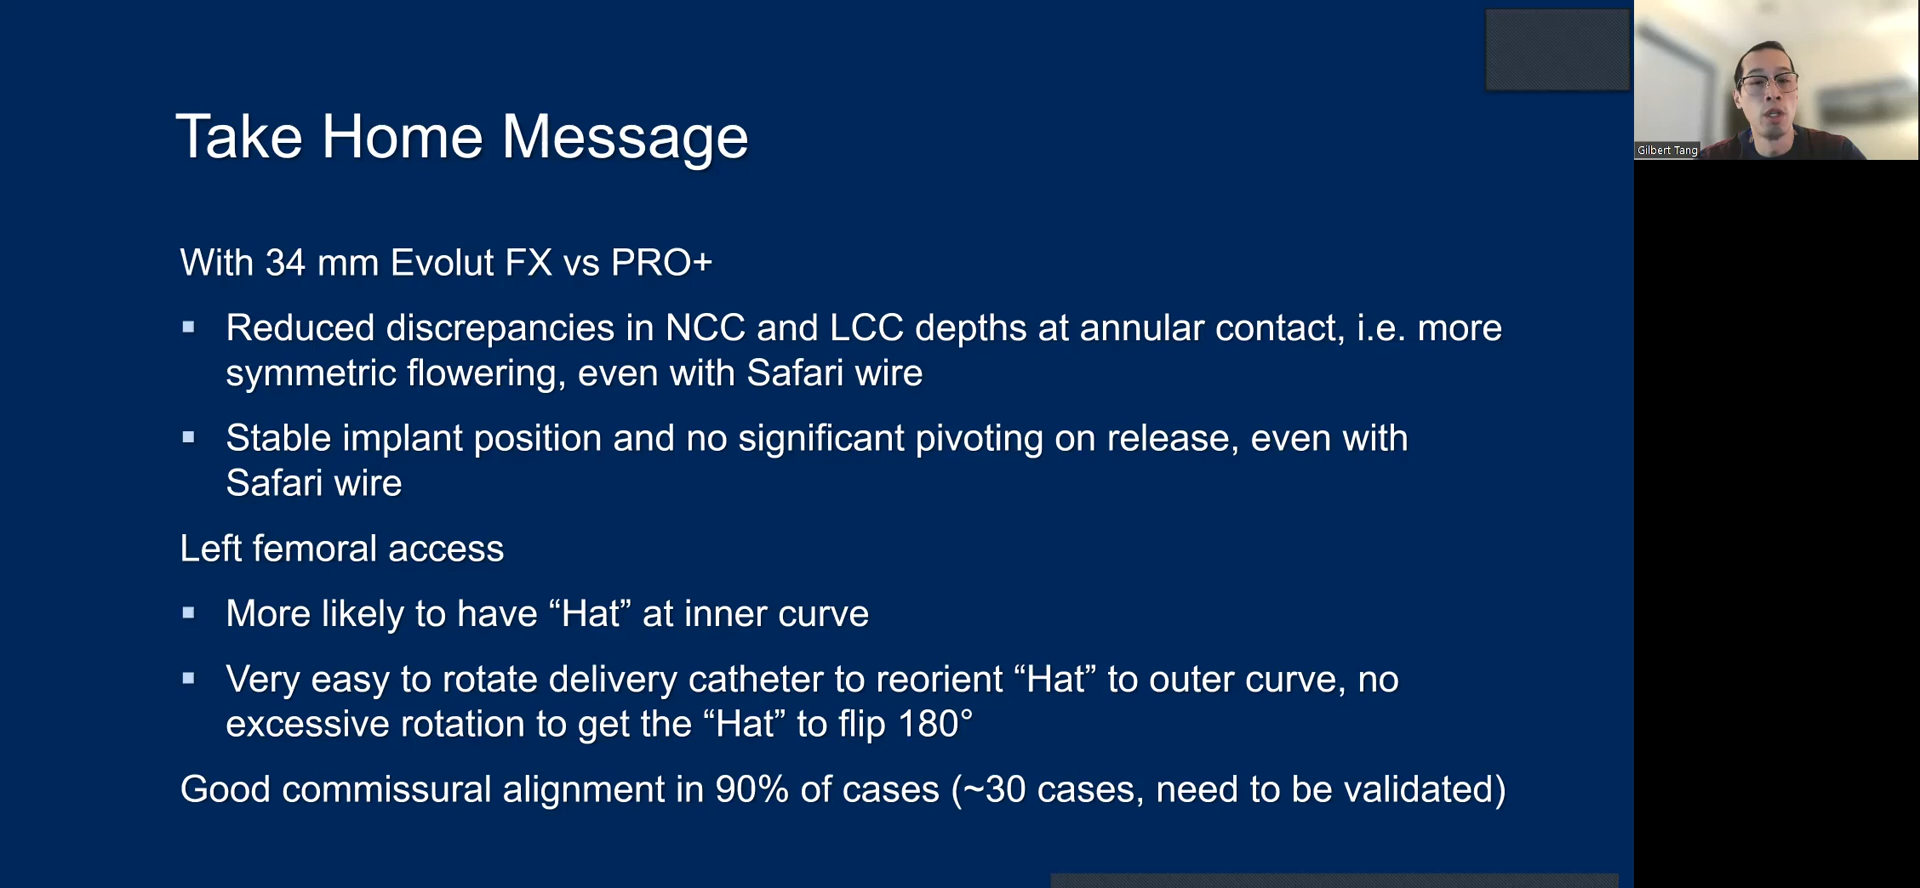 Take Home Message
With 34 mm Evolut FX vs PRO+
▪ Reduced discrepancies in NCC and LCC depths at annular contact, i.e. more
symmetric flowering, even with Safari wire
▪ Stable implant position and no significant pivoting on release, even with
Safari wire
Left femoral access
▪ More likely to have “Hat” at inner curve
▪ Very easy to rotate delivery catheter to reorient “Hat” to outer curve, no
excessive rotation to get the “Hat” to flip 180°
Good commissural alignment in 90% of cases (~30 cases, need to be validated)
Gilbert Tang